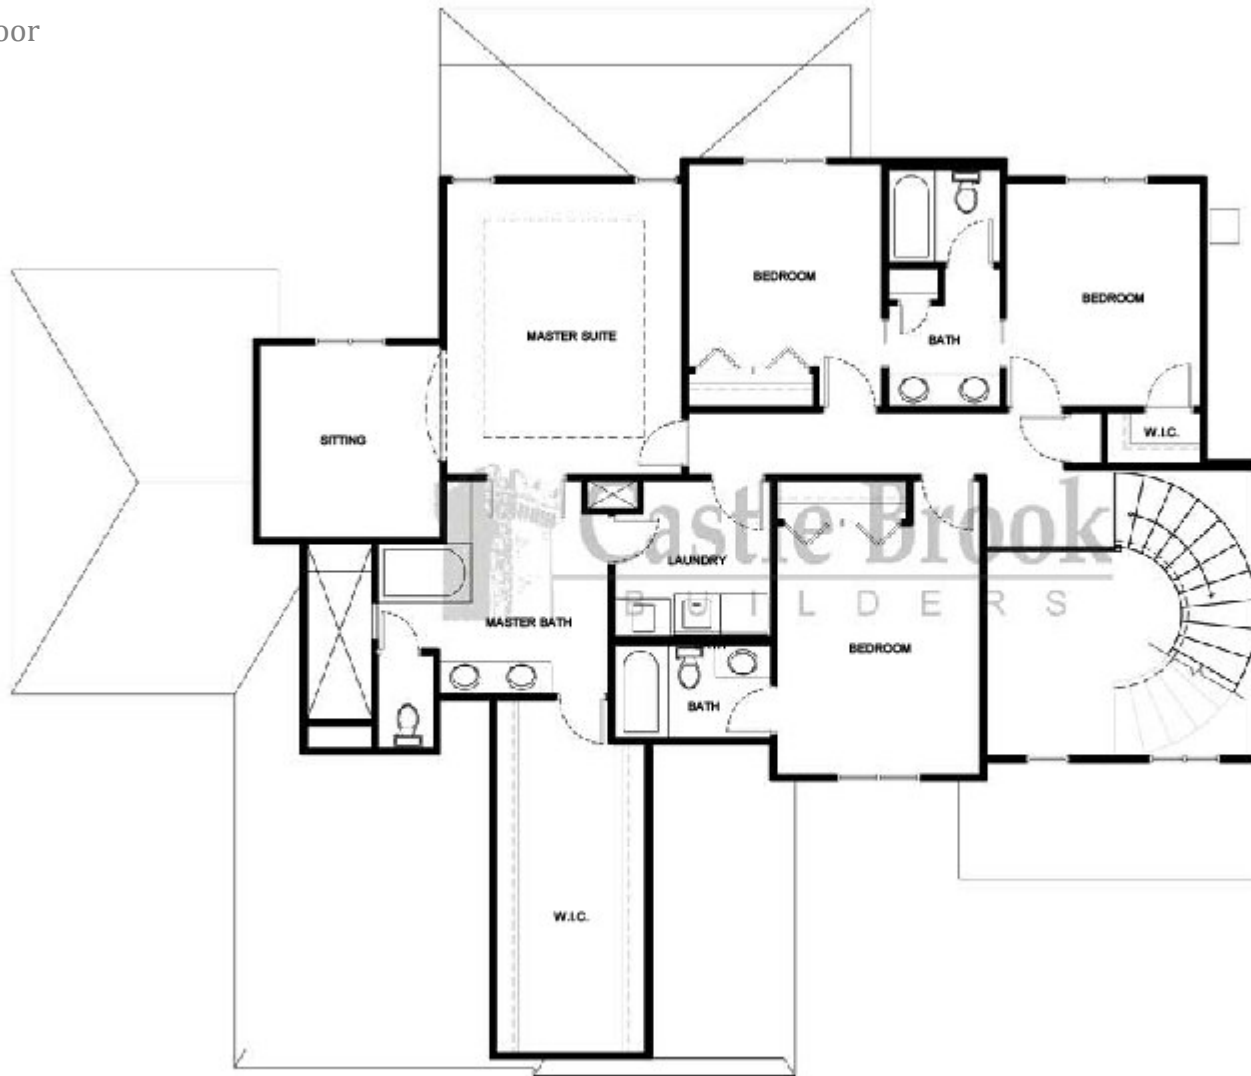 oor
BEDROOM
BEDROOM
MASTER SUITE
BATH
SITTING
W.I.C.
Castle Brook
LAUNDRY
BUILDERS
MASTER BATH
BEDROOM
BATH
W.I.C.